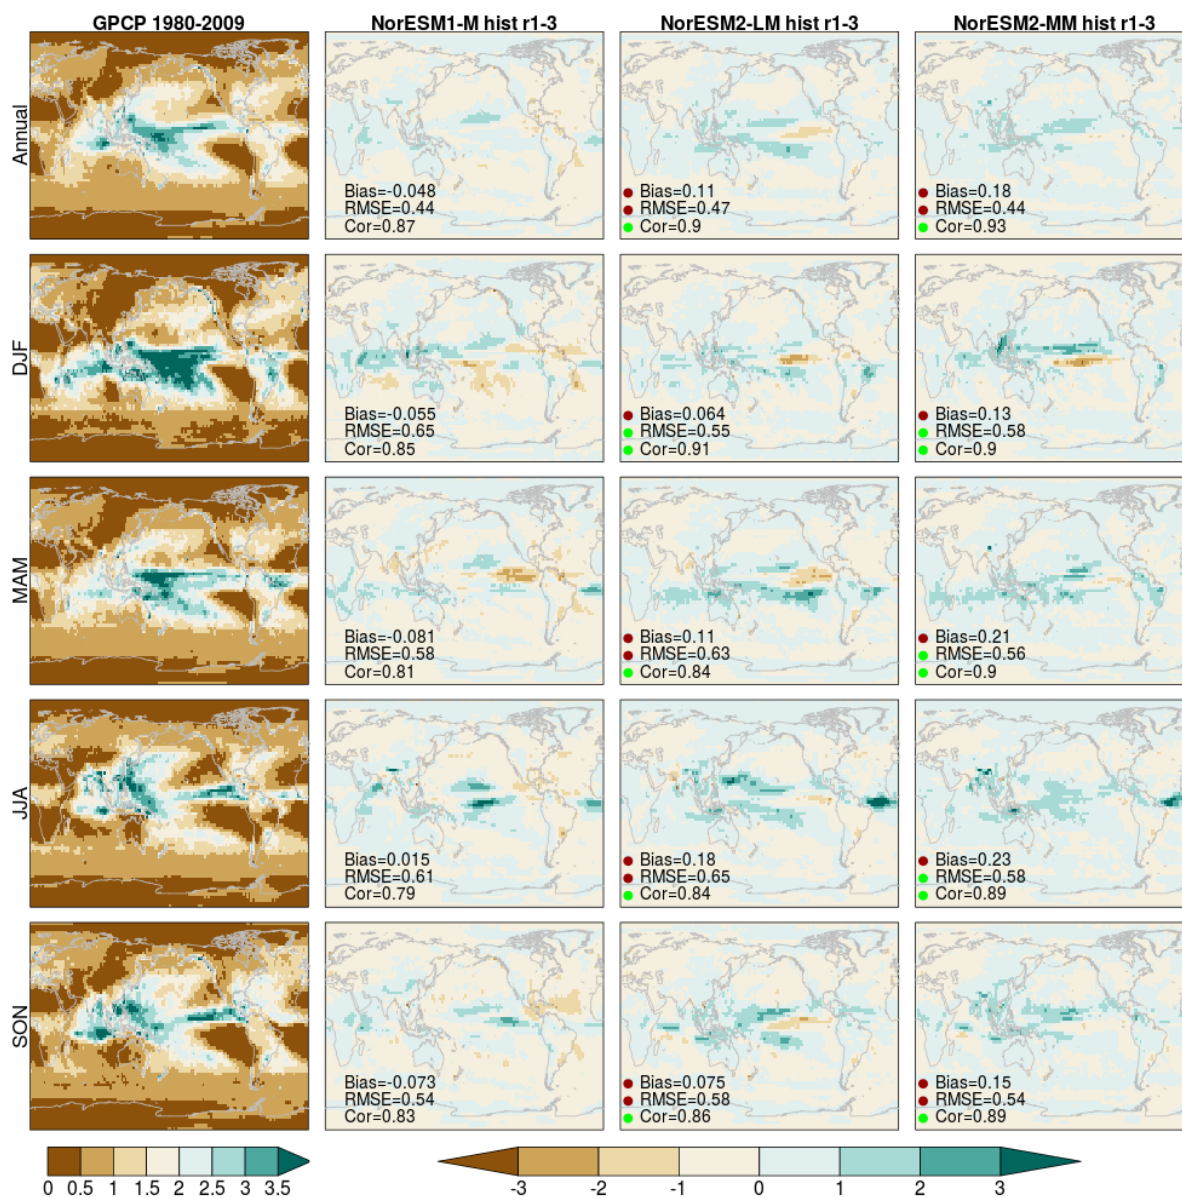 GPCP 1980-2009
NorESM1-M hist r1-3
NorESM2-LM hist r1-3
NorESM2-MM hist r1-3
Annual
Bias=-0.048
RMSE=0.44
Cor=0.87
Bias=0.11
RMSE=0.47
Cor=0.9
Bias=0.18
RMSE=0.44
Cor=0.93
DJF
Bias=-0.055
RMSE=0.65
Cor=0.85
Bias=0.064
RMSE=0.55
Cor=0.91
Bias=0.13
RMSE=0.58
Cor=0.9
MAM
Bias=-0.081
RMSE=0.58
Cor=0.81
Bias=0.11
RMSE=0.63
Cor=0.84
Bias=0.21
RMSE=0.56
Cor=0.9
JJA
Bias=0.015
RMSE=0.61
Cor=0.79
Bias=0.18
RMSE=0.65
Cor=0.84
Bias=0.23
RMSE=0.58
Cor=0.89
SON
Bias=-0.073
RMSE=0.54
Cor=0.83
Bias=0.075
RMSE=0.58
Cor=0.86
Bias=0.15
RMSE=0.54
Cor=0.89
0 0.5 1 1.5 2 2.5 3 3.5
-3 -2 -1 0 1 2 3